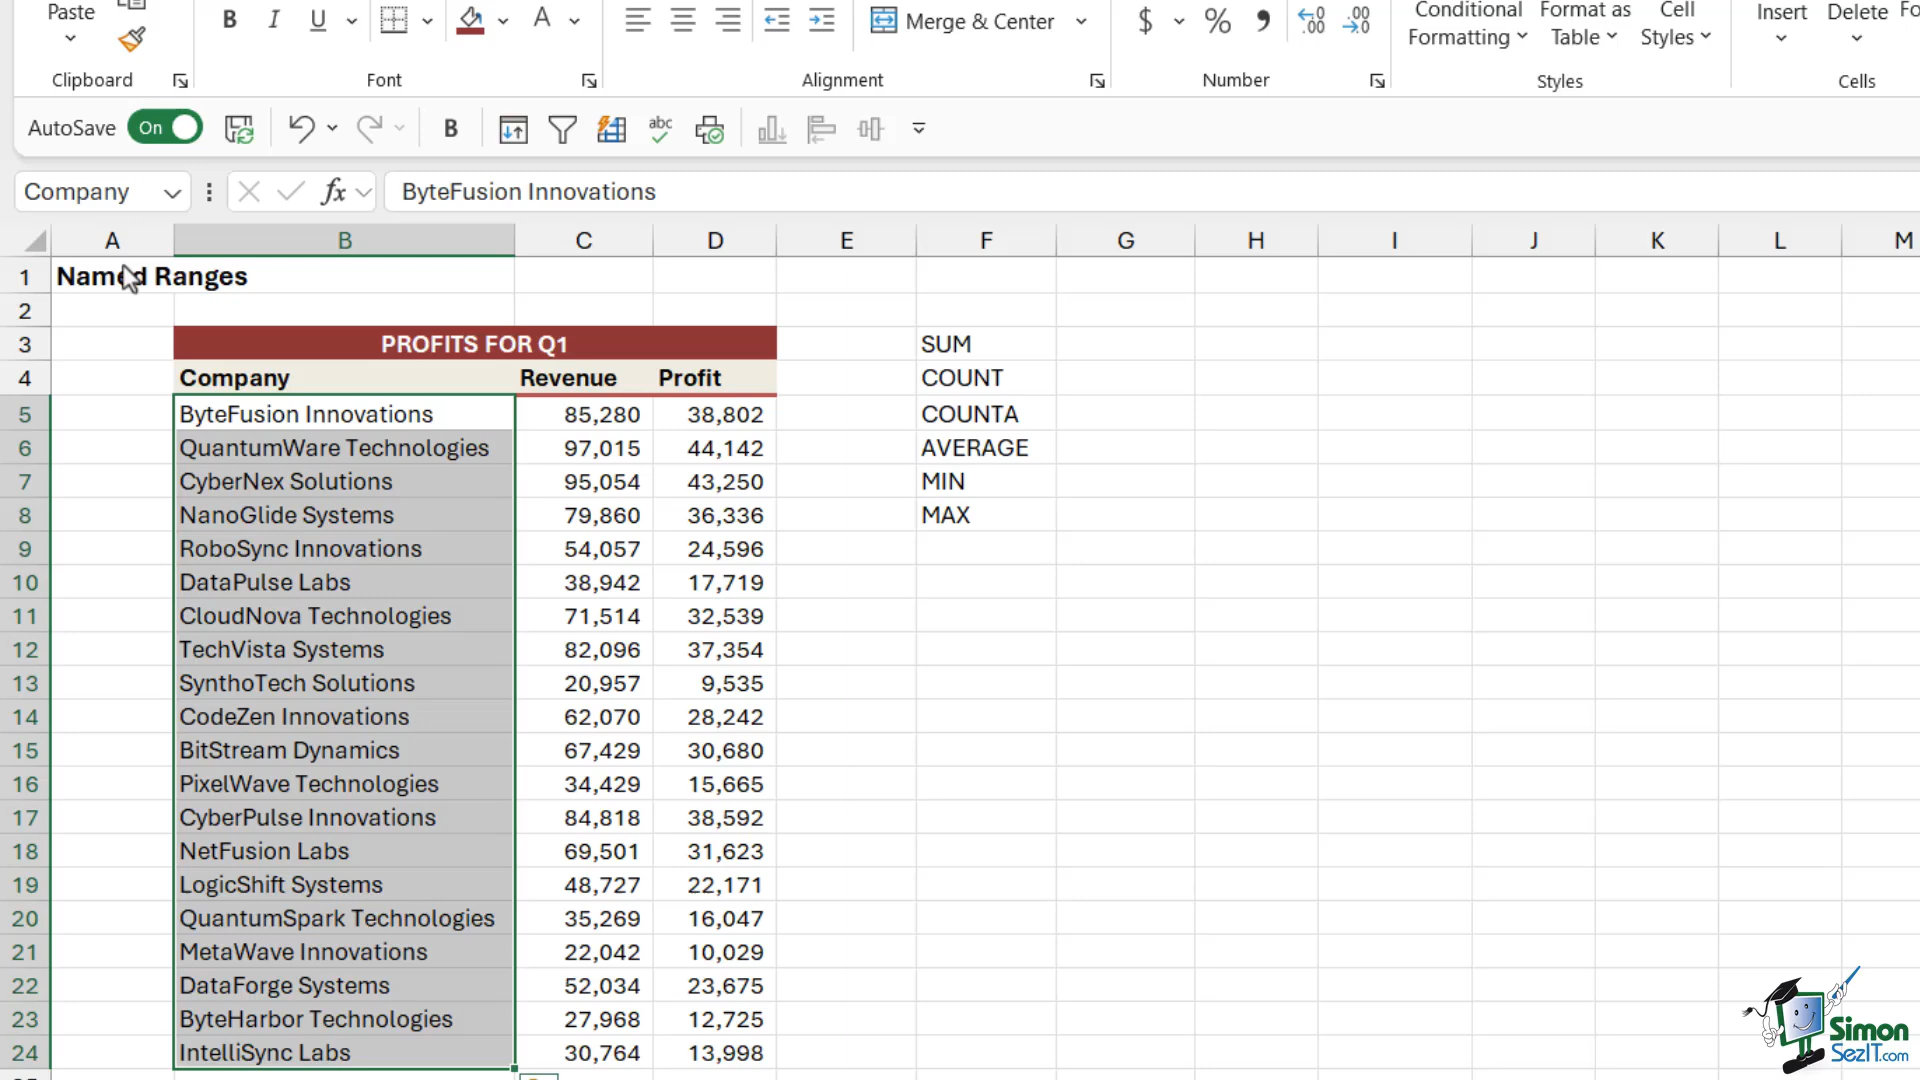 Paste
B I U A
Merge & Center
$ % 9 .00
Conditional Formatting
Format as Table
Cell Styles
Insert Delete Fo
Clipboard Font Alignment Number Styles Cells
AutoSave On B abc
Company fx ByteFusion Innovations
A B C D E F G H I J K L M
1 Named Ranges
2
3 PROFITS FOR Q1 SUM
4 Company Revenue Profit COUNT
5 ByteFusion Innovations 85,280 38,802 COUNTA
6 QuantumWare Technologies 97,015 44,142 AVERAGE
7 CyberNex Solutions 95,054 43,250 MIN
8 NanoGlide Systems 79,860 36,336 MAX
9 RoboSync Innovations 54,057 24,596
10 DataPulse Labs 38,942 17,719
11 CloudNova Technologies 71,514 32,539
12 TechVista Systems 82,096 37,354
13 SynthoTech Solutions 20,957 9,535
14 CodeZen Innovations 62,070 28,242
15 BitStream Dynamics 67,429 30,680
16 PixelWave Technologies 34,429 15,665
17 CyberPulse Innovations 84,818 38,592
18 NetFusion Labs 69,501 31,623
19 LogicShift Systems 48,727 22,171
20 QuantumSpark Technologies 35,269 16,047
21 MetaWave Innovations 22,042 10,029
22 DataForge Systems 52,034 23,675
23 ByteHarbor Technologies 27,968 12,725
24 IntelliSync Labs 30,764 13,998
Simon
SezIT.com